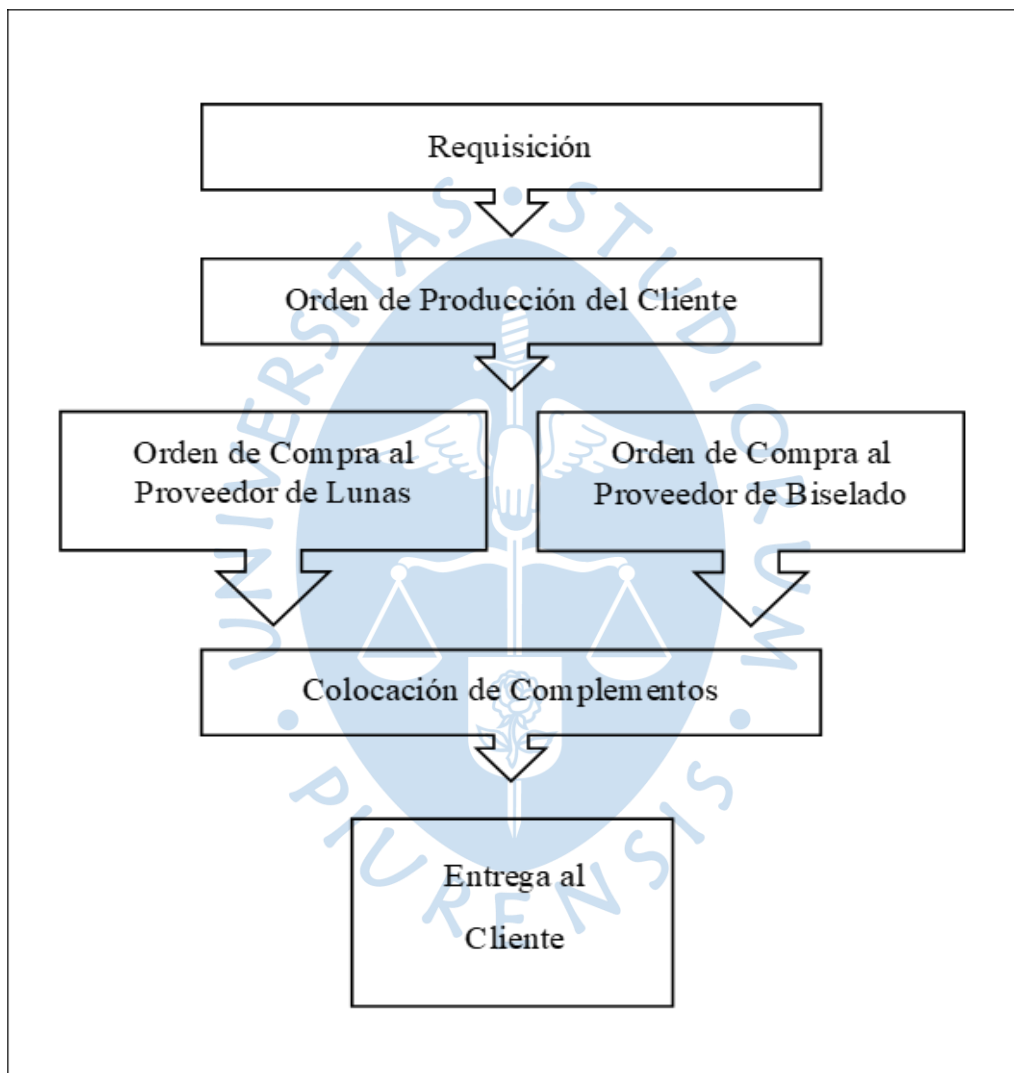 Requisición
Orden de Producción del Cliente
Orden de Compra al
Proveedor de Lunas
Orden de Compra al
Proveedor de Biselado
Colocación de Complementos
Entrega al
Cliente
UNIVERSITAS • STUDIORUM • PIURENSIS •